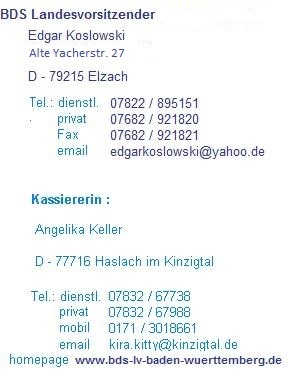 BDS Landesvorsitzender
Edgar Koslowski
Alte Yacherstr. 27
D - 79215 Elzach
Tel.: dienstl. 07822 / 895151
privat 07682 / 921820
Fax 07682 / 921821
email edgarkoslowski@yahoo.de
Kassiererin :
Angelika Keller
D - 77716 Haslach im Kinzigtal
Tel.: dienstl. 07832 / 67738
privat 07832 / 67988
mobil 0171 / 3018661
email kira.kitty@kinzigtal.de
homepage www.bds-lv-baden-wuerttemberg.de